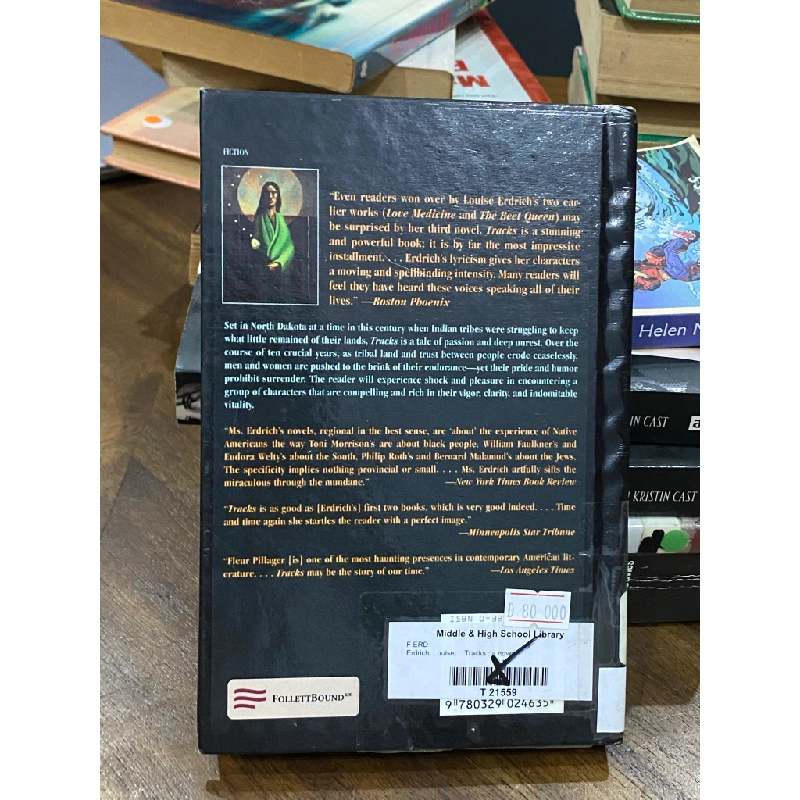 FICTION
"Even readers won over by Louise Erdrich's two ear-
lier works (Love Medicine and The Beet Queen) may
be surprised by her third novel. Tracks is a stunning
and powerful book; it is by far the most impressive
installment. . . . Erdrich's lyricism gives her characters
a moving and spellbinding intensity. Many readers will
feel they have heard these voices speaking all of their
lives." —Boston Phoenix
Set in North Dakota at a time in this century when Indian tribes were struggling to keep
what little remained of their lands, Tracks is a tale of passion and deep unrest. Over the
course of ten crucial years, as tribal land and trust between people erode ceaselessly,
men and women are pushed to the brink of their endurance—yet their pride and humor
prohibit surrender. The reader will experience shock and pleasure in encountering a
group of characters that are compelling and rich in their vigor, clarity, and indomitable
vitality.
"Ms. Erdrich's novels, regional in the best sense, are 'about' the experience of Native
Americans the way Toni Morrison's are about black people, William Faulkner's and
Eudora Welty's about the South, Philip Roth's and Bernard Malamud's about the Jews.
The specificity implies nothing provincial or small. . . . Ms. Erdrich artfully sifts the
miraculous through the mundane." —New York Times Book Review
"Tracks is as good as [Erdrich's] first two books, which is very good indeed. . . . Time
and time again she startles the reader with a perfect image."
—Minneapolis Star Tribune
"Fleur Pillager [is] one of the most haunting presences in contemporary American lit-
erature. . . . Tracks may be the story of our time." —Los Angeles Times
80 000
ISBN 0-
Middle & High School Library
F ERD
Erdrich, Louise. Tracks : a
T 21559
9 780329 024635
FOLLETTBOUND
Helen
IN CAST
KRISTIN CAST